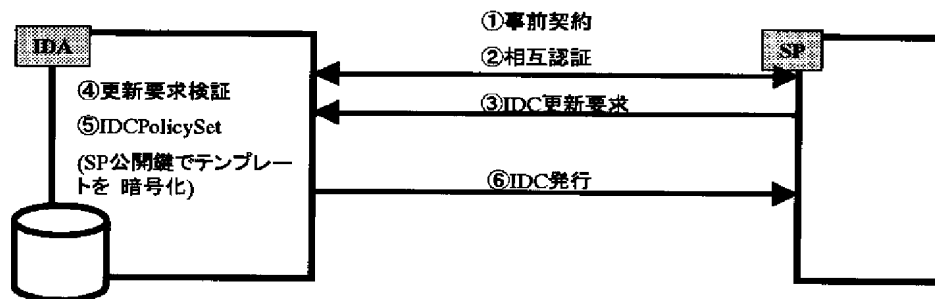 ①事前契約
IDA
SP
②相互認証
④更新要求検証
③IDC更新要求
⑤IDCPolicySet
(SP公開鍵でテンプレー
トを 暗号化)
⑥IDC発行